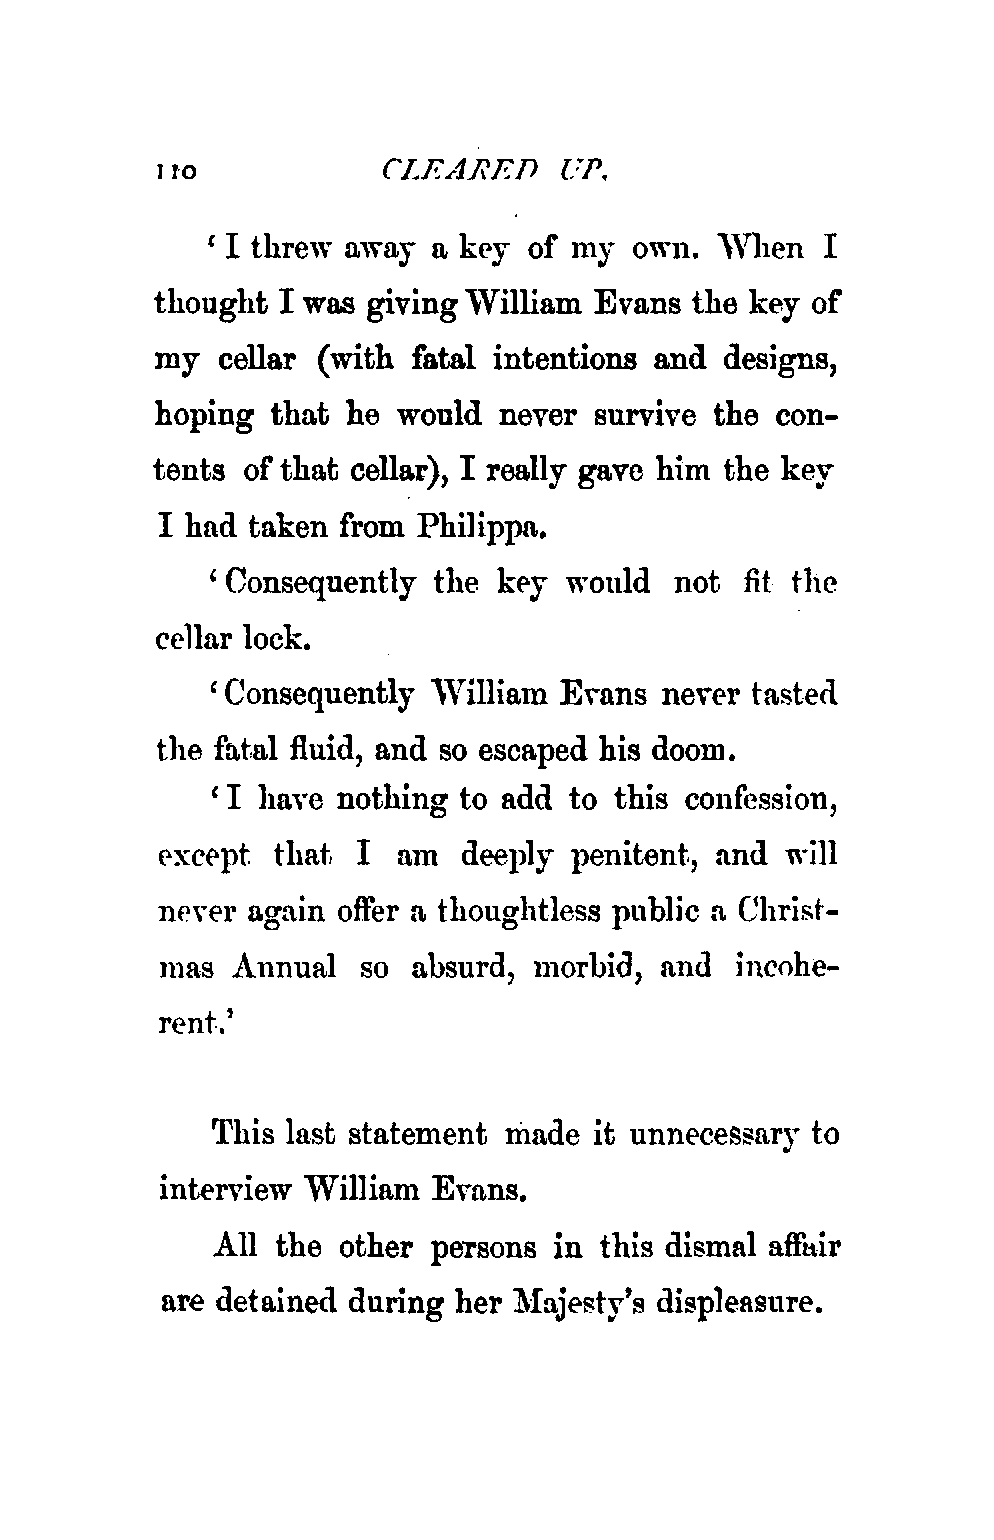 110 CLEARED UP.
‘I threw away a key of my own. When I
thought I was giving William Evans the key of
my cellar (with fatal intentions and designs,
hoping that he would never survive the con-
tents of that cellar), I really gave him the key
I had taken from Philippa.
‘Consequently the key would not fit the
cellar lock.
‘Consequently William Evans never tasted
the fatal fluid, and so escaped his doom.
‘I have nothing to add to this confession,
except that I am deeply penitent, and will
never again offer a thoughtless public a Christ-
mas Annual so absurd, morbid, and incohe-
rent.’
This last statement made it unnecessary to
interview William Evans.
All the other persons in this dismal affair
are detained during her Majesty’s displeasure.